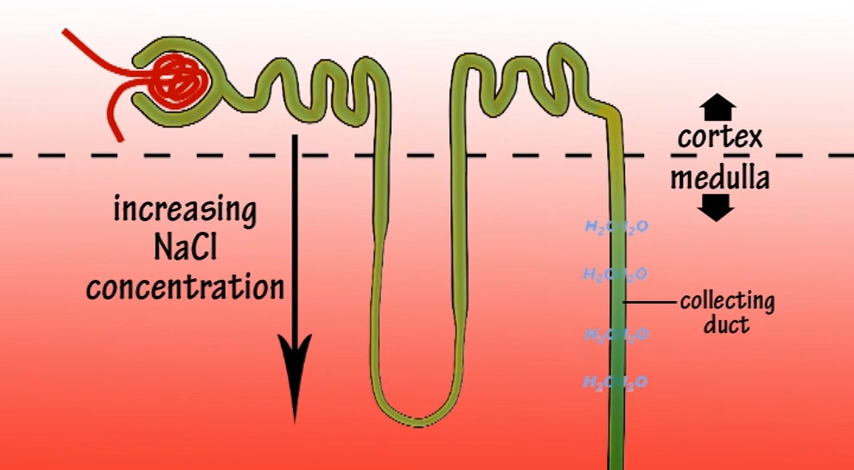 cortex
medulla
increasing
NaCl
concentration
H₂O H₂O
H₂O H₂O
collecting
duct
H₂O H₂O
H₂O H₂O